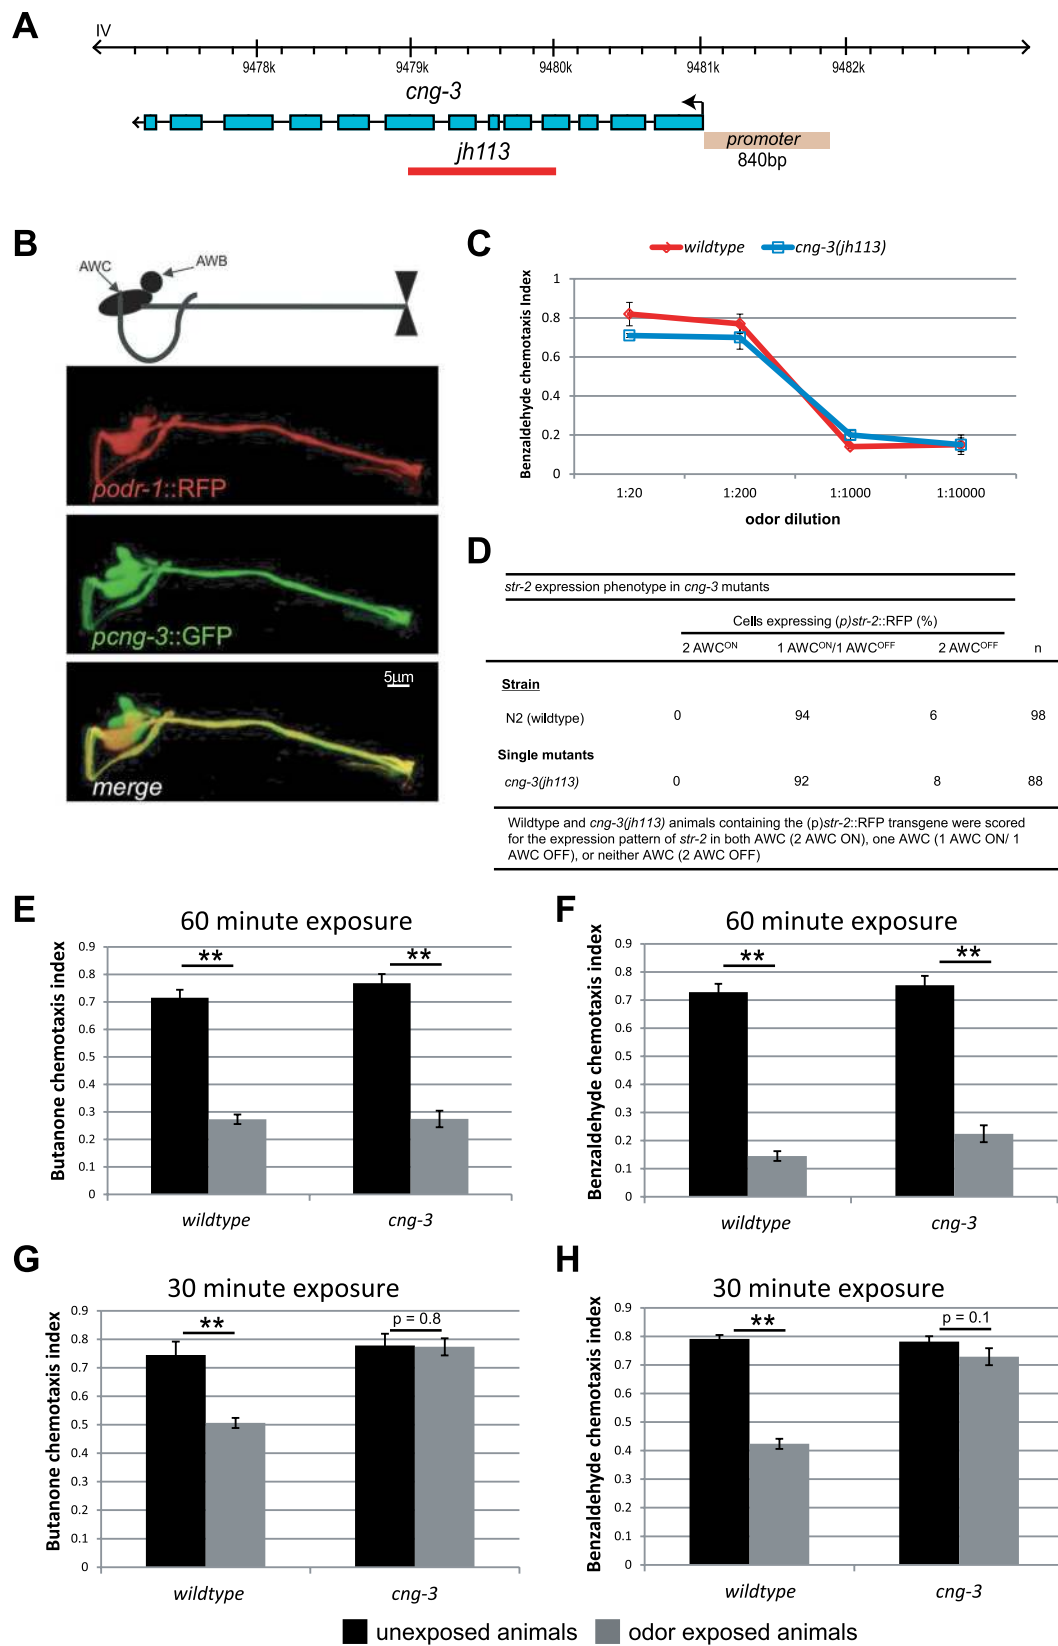 A
IV
9478k 9479k 9480k 9481k 9482k
cng-3
promoter
jh113
840bp
B
AWC
AWB
podr-1::RFP
pcng-3::GFP
5µm
merge
C
wildtype cng-3(jh113)
Benzaldehyde chemotaxis Index
1
0.8
0.6
0.4
0.2
0
1:20 1:200 1:1000 1:10000
odor dilution
D
str-2 expression phenotype in cng-3 mutants
Cells expressing (p)str-2::RFP (%)
2 AWCON 1 AWCON/1 AWCOFF 2 AWCOFF n
Strain
N2 (wildtype) 0 94 6 98
Single mutants
cng-3(jh113) 0 92 8 88
Wildtype and cng-3(jh113) animals containing the (p)str-2::RFP transgene were scored
for the expression pattern of str-2 in both AWC (2 AWC ON), one AWC (1 AWC ON/ 1
AWC OFF), or neither AWC (2 AWC OFF)
E
60 minute exposure
Butanone chemotaxis index
0.9
0.8
0.7
0.6
0.5
0.4
0.3
0.2
0.1
0
** **
wildtype cng-3
F
60 minute exposure
Benzaldehyde chemotaxis index
0.9
0.8
0.7
0.6
0.5
0.4
0.3
0.2
0.1
0
** **
wildtype cng-3
G
30 minute exposure
Butanone chemotaxis index
0.9
0.8
0.7
0.6
0.5
0.4
0.3
0.2
0.1
0
** p = 0.8
wildtype cng-3
H
30 minute exposure
Benzaldehyde chemotaxis index
0.9
0.8
0.7
0.6
0.5
0.4
0.3
0.2
0.1
0
** p = 0.1
wildtype cng-3
unexposed animals odor exposed animals